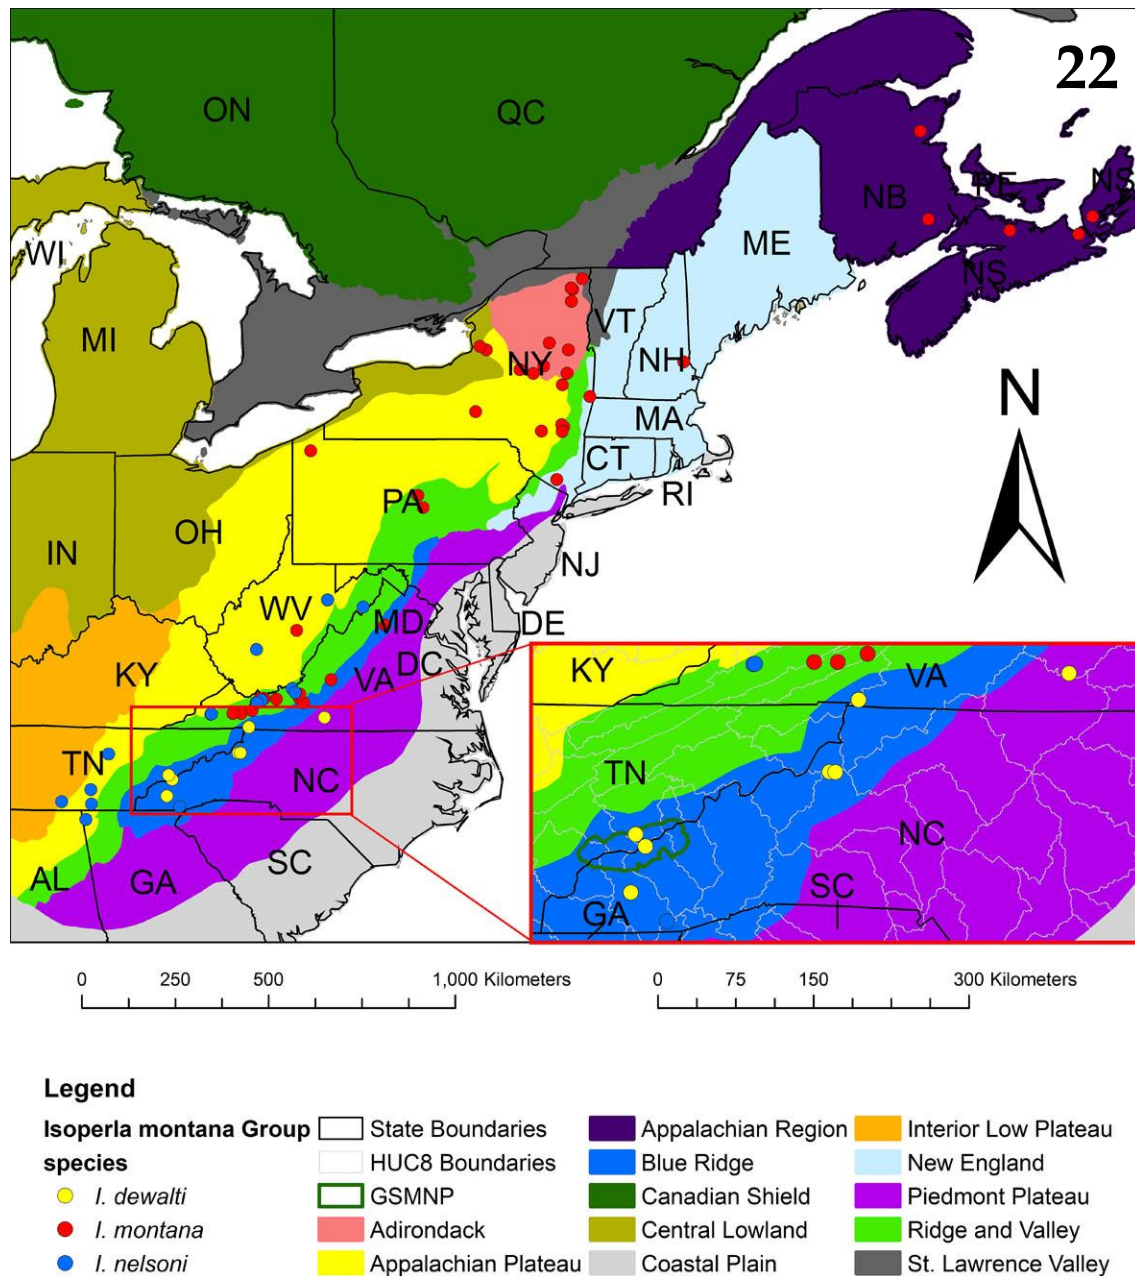 22
ON
QC
NB
PE
NS
NS
WI
ME
MI
VT
NY
NH
MA
CT
RI
PA
OH
IN
NJ
WV
MD
DE
KY
VA
DC
TN
NC
AL
GA
SC
N
KY
VA
TN
NC
SC
GA
0 250 500 1,000 Kilometers
0 75 150 300 Kilometers
Legend
Isoperla montana Group
species
I. dewalti
I. montana
I. nelsoni
State Boundaries
HUC8 Boundaries
GSMNP
Adirondack
Appalachian Plateau
Appalachian Region
Blue Ridge
Canadian Shield
Central Lowland
Coastal Plain
Interior Low Plateau
New England
Piedmont Plateau
Ridge and Valley
St. Lawrence Valley